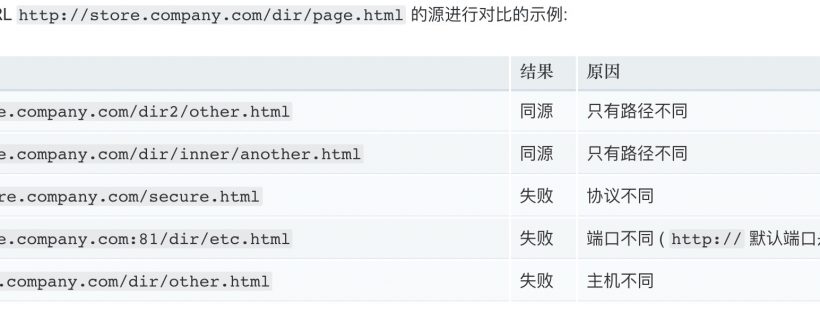 RL http://store.company.com/dir/page.html 的源进行对比的示例:
结果 原因
e.company.com/dir2/other.html 同源 只有路径不同
e.company.com/dir/inner/another.html 同源 只有路径不同
re.company.com/secure.html 失败 协议不同
e.company.com:81/dir/etc.html 失败 端口不同 ( http:// 默认端口
.company.com/dir/other.html 失败 主机不同